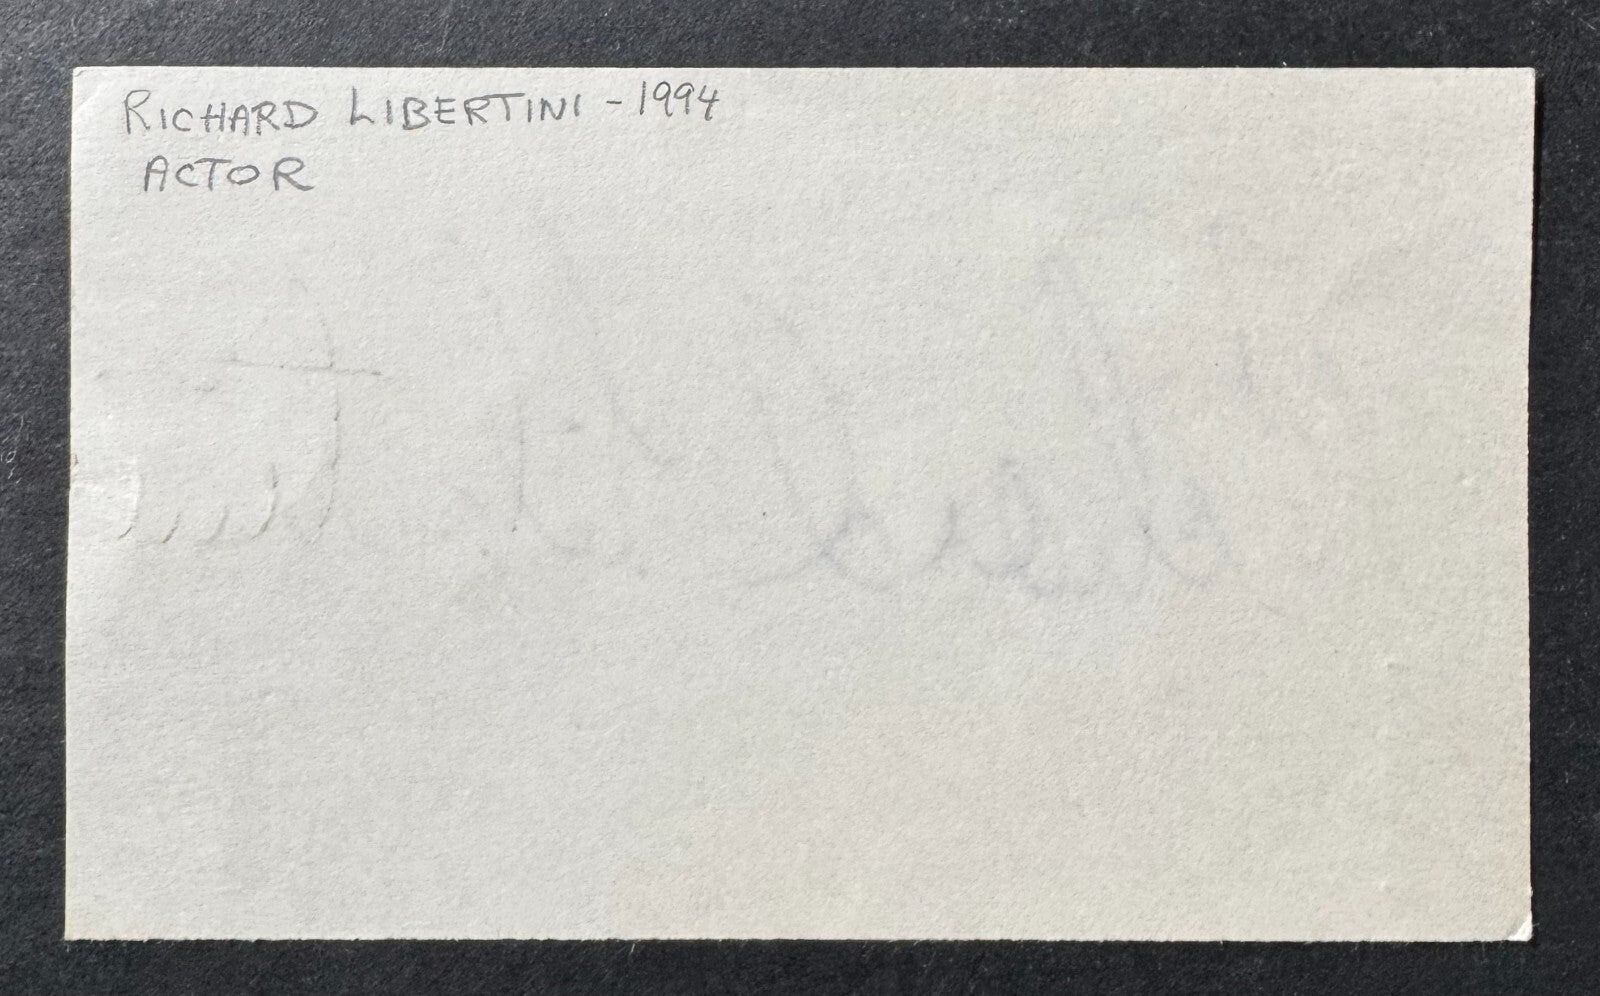 RICHARD LIBERTINI - 1994
ACTOR